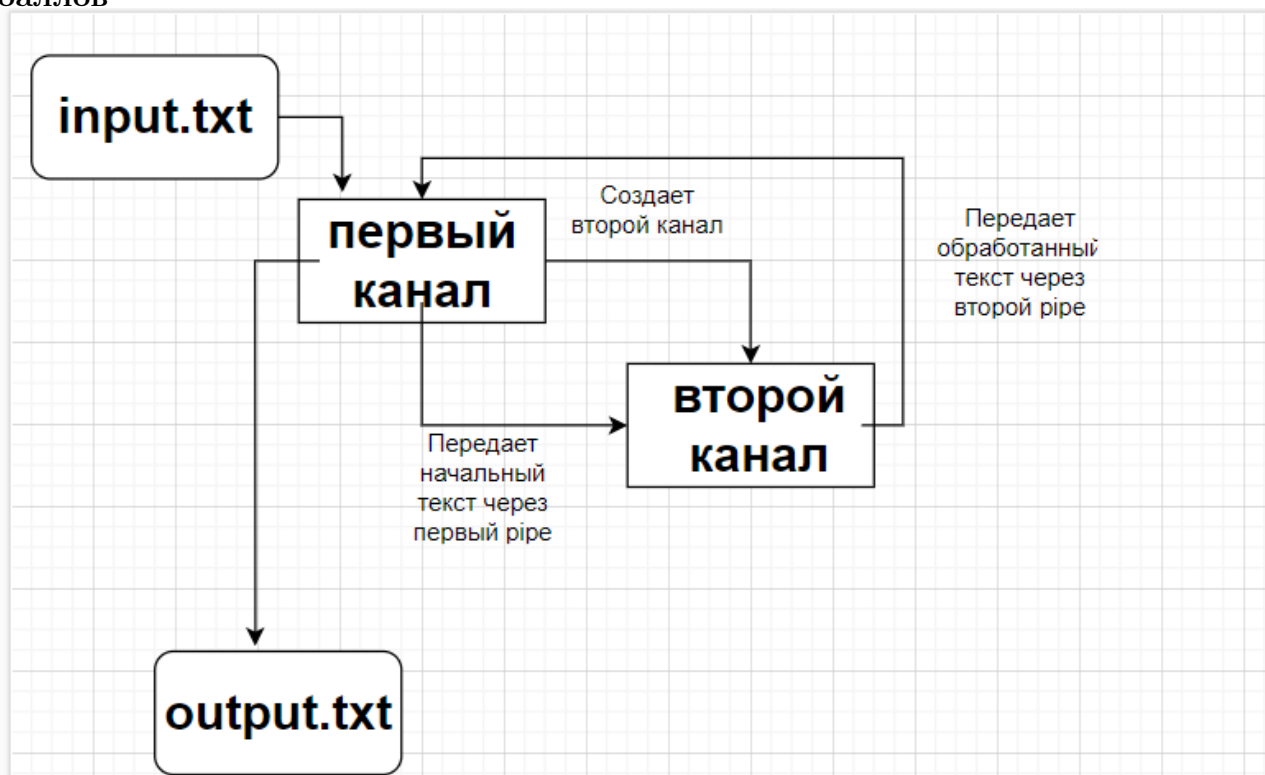 баллов
input.txt
Создает
второй канал
первый
канал
Передает
обработанный
текст через
второй pipe
второй
канал
Передает
начальный
текст через
первый pipe
output.txt